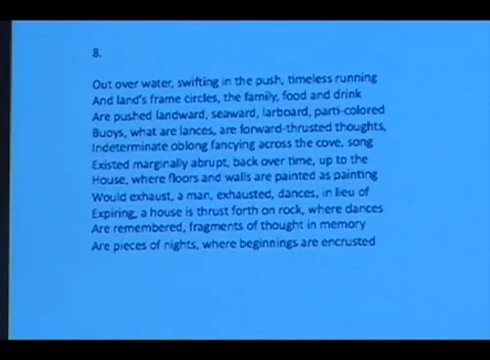 8.
Out over water, swifting in the push, timeless running
And land's frame circles, the family, food and drink
Are pushed landward, seaward, larboard, parti-colored
Buoys, what are lances, are forward-thrusted thoughts,
Indeterminate oblong fancying across the cove, song
Existed marginally abrupt, back over time, up to the
House, where floors and walls are painted as painting
Would exhaust, a man, exhausted, dances, in lieu of
Expiring, a house is thrust forth on rock, where dances
Are remembered, fragments of thought in memory
Are pieces of nights, where beginnings are encrusted